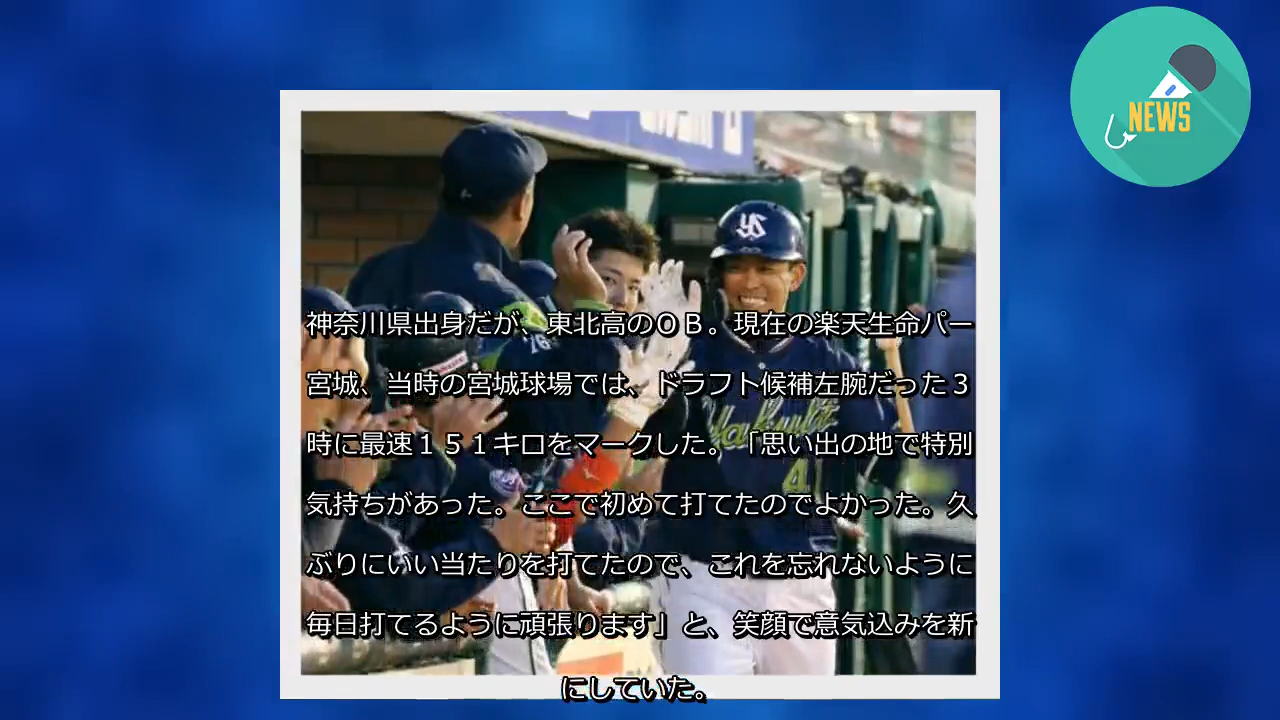 NEWS
神奈川県出身だが、東北高のＯＢ。現在の楽天生命パー
宮城、当時の宮城球場では、ドラフト候補左腕だった３
時に最速１５１キロをマークした。「思い出の地で特別
気持ちがあった。ここで初めて打てたのでよかった。久
ぶりにいい当たりを打てたので、これを忘れないように
毎日打てるように頑張ります」と、笑顔で意気込みを新
にしていた。
YS
Yakult
4